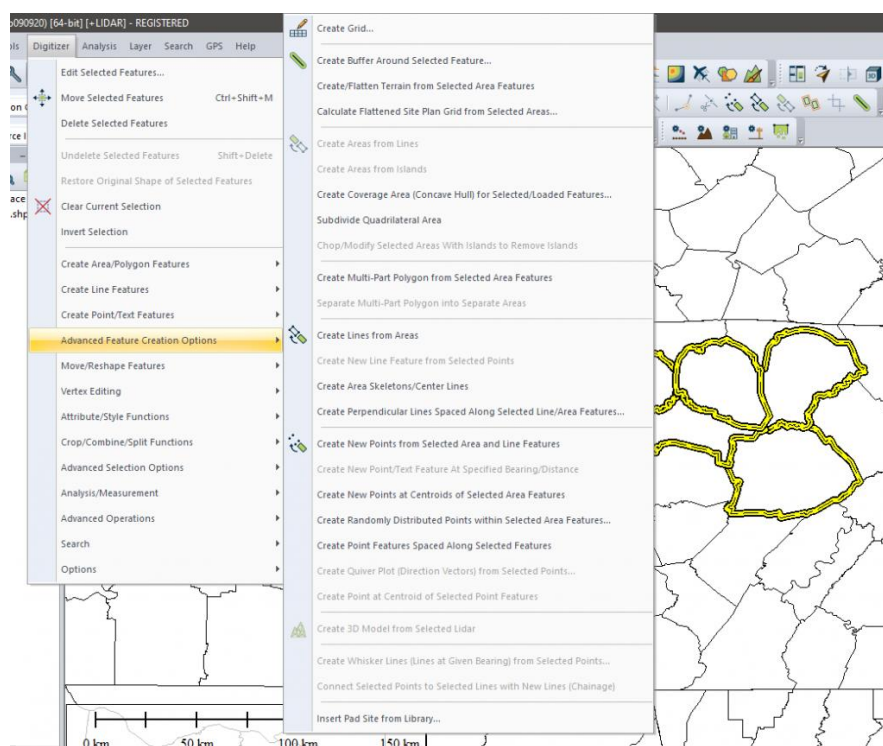 b090920) [64-bit] [+LIDAR] - REGISTERED
ols Digitizer Analysis Layer Search GPS Help
Edit Selected Features...
Move Selected Features Ctrl+Shift+M
Delete Selected Features
Undelete Selected Features Shift+Delete
Restore Original Shape of Selected Features
Clear Current Selection
Invert Selection
Create Area/Polygon Features
Create Line Features
Create Point/Text Features
Advanced Feature Creation Options
Move/Reshape Features
Vertex Editing
Attribute/Style Functions
Crop/Combine/Split Functions
Advanced Selection Options
Analysis/Measurement
Advanced Operations
Search
Options
Create Grid...
Create Buffer Around Selected Feature...
Create/Flatten Terrain from Selected Area Features
Calculate Flattened Site Plan Grid from Selected Areas...
Create Areas from Lines
Create Areas from Islands
Create Coverage Area (Concave Hull) for Selected/Loaded Features...
Subdivide Quadrilateral Area
Chop/Modify Selected Areas With Islands to Remove Islands
Create Multi-Part Polygon from Selected Area Features
Separate Multi-Part Polygon into Separate Areas
Create Lines from Areas
Create New Line Feature from Selected Points
Create Area Skeletons/Center Lines
Create Perpendicular Lines Spaced Along Selected Line/Area Features...
Create New Points from Selected Area and Line Features
Create New Point/Text Feature At Specified Bearing/Distance
Create New Points at Centroids of Selected Area Features
Create Randomly Distributed Points within Selected Area Features...
Create Point Features Spaced Along Selected Features
Create Quiver Plot (Direction Vectors) from Selected Points...
Create Point at Centroid of Selected Point Features
Create 3D Model from Selected Lidar
Create Whisker Lines (Lines at Given Bearing) from Selected Points...
Connect Selected Points to Selected Lines with New Lines (Chainage)
Insert Pad Site from Library...
.shp
0 km 50 km 100 km 150 km